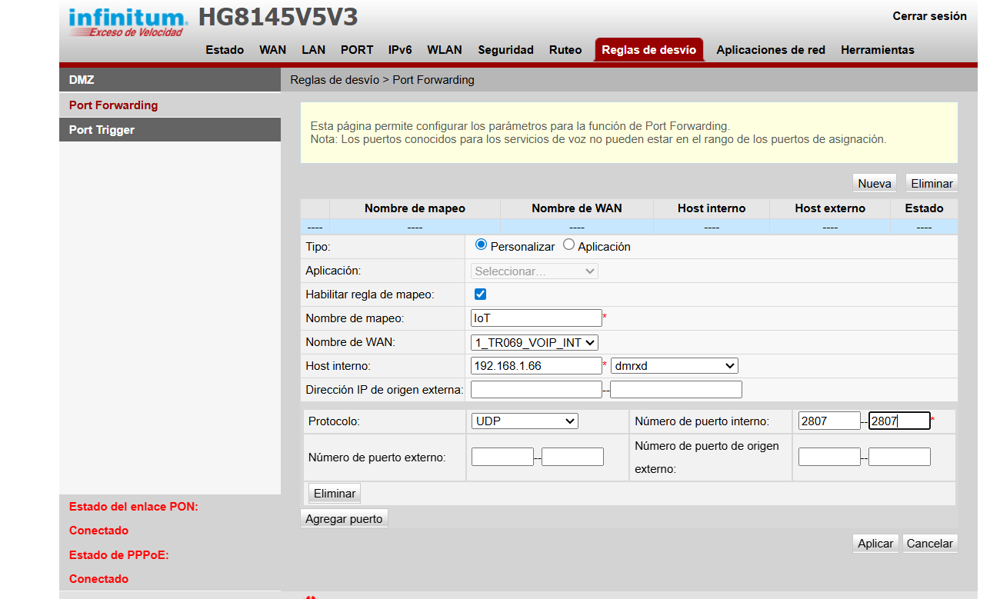 infinitum. HG8145V5V3
Exceso de Velocidad
Cerrar sesión
Estado WAN LAN PORT IPv6 WLAN Seguridad Ruteo Reglas de desvío Aplicaciones de red Herramientas
DMZ
Port Forwarding
Port Trigger
Reglas de desvío > Port Forwarding
Esta página permite configurar los parámetros para la función de Port Forwarding.
Nota: Los puertos conocidos para los servicios de voz no pueden estar en el rango de los puertos de asignación.
Nueva Eliminar
Nombre de mapeo Nombre de WAN Host interno Host externo Estado
---- ---- ---- ---- ---- ----
Tipo: Personalizar Aplicación
Aplicación: Seleccionar...
Habilitar regla de mapeo:
Nombre de mapeo: IoT *
Nombre de WAN: 1_TR069_VOIP_INT
Host interno: 192.168.1.66 * dmrxd
Dirección IP de origen externa: --
Protocolo: UDP Número de puerto interno: 2807 -- 2807 *
Número de puerto externo: -- Número de puerto de origen
externo: --
Eliminar
Agregar puerto
Aplicar Cancelar
Estado del enlace PON:
Conectado
Estado de PPPoE:
Conectado